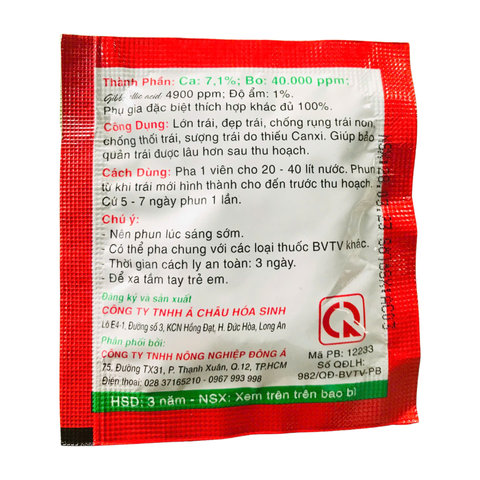 Thành Phần: Ca: 7,1%; Bo: 40.000 ppm;
Gibberellic acid: 4900 ppm; Độ ẩm: 1%.
Phụ gia đặc biệt thích hợp khác đủ 100%.
Công Dụng: Lớn trái, đẹp trái, chống rụng trái non,
chống thối trái, sượng trái do thiếu Canxi. Giúp bảo
quản trái được lâu hơn sau thu hoạch.
Cách Dùng: Pha 1 viên cho 20 - 40 lít nước. Phun
từ khi trái mới hình thành cho đến trước thu hoạch.
Cứ 5 - 7 ngày phun 1 lần.
Chú ý:
- Nên phun lúc sáng sớm.
- Có thể pha chung với các loại thuốc BVTV khác.
Thời gian cách ly an toàn: 3 ngày.
Để xa tầm tay trẻ em.
Đăng ký và sản xuất
CÔNG TY TNHH Á CHÂU HÓA SINH
Lô E4-1, Đường số 3, KCN Hồng Đạt, H. Đức Hòa, Long An
Phân phối bởi:
CÔNG TY TNHH NÔNG NGHIỆP ĐÔNG Á
75, Đường TX31, P. Thạnh Xuân, Q.12, TP.HCM
Điện thoại: 028 37165210 - 0967 993 998
Mã PB: 12233
Số QĐLH:
982/QĐ-BVTV-PB
HSD: 3 năm - NSX: Xem trên trên bao bì